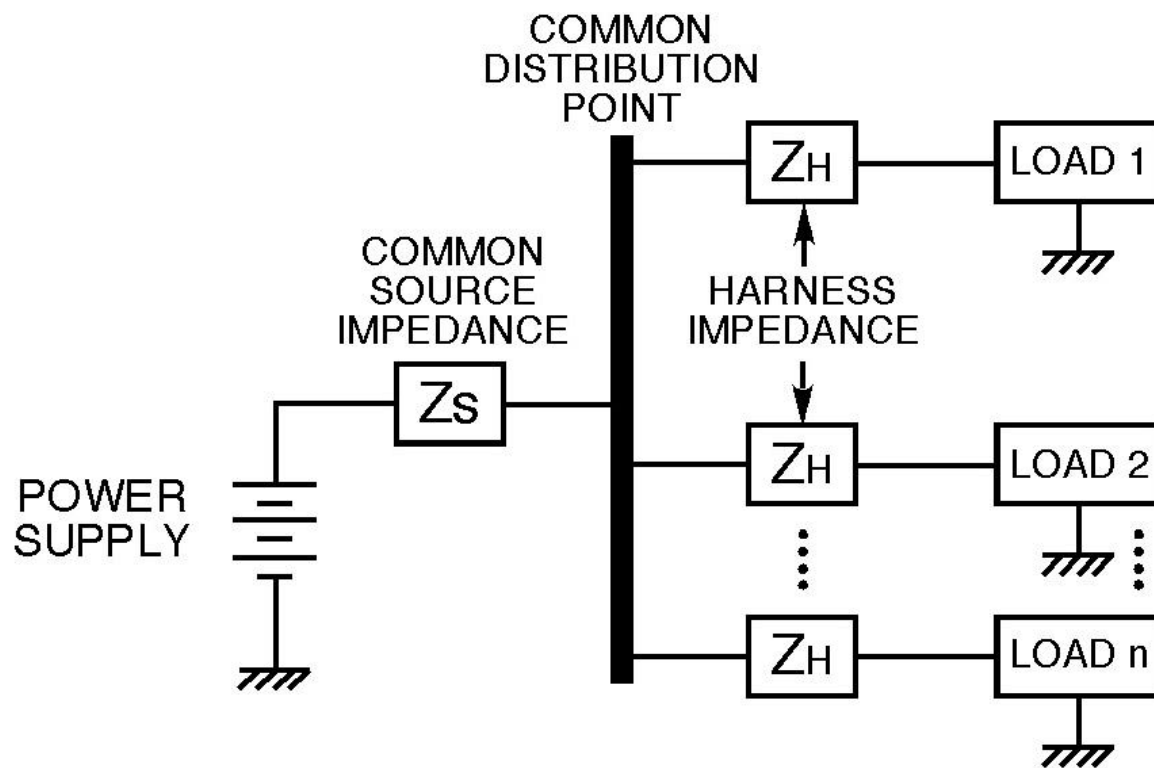 COMMON
DISTRIBUTION
POINT
ZH
LOAD 1
COMMON
SOURCE
IMPEDANCE
HARNESS
IMPEDANCE
ZS
ZH
LOAD 2
POWER
SUPPLY
ZH
LOAD n